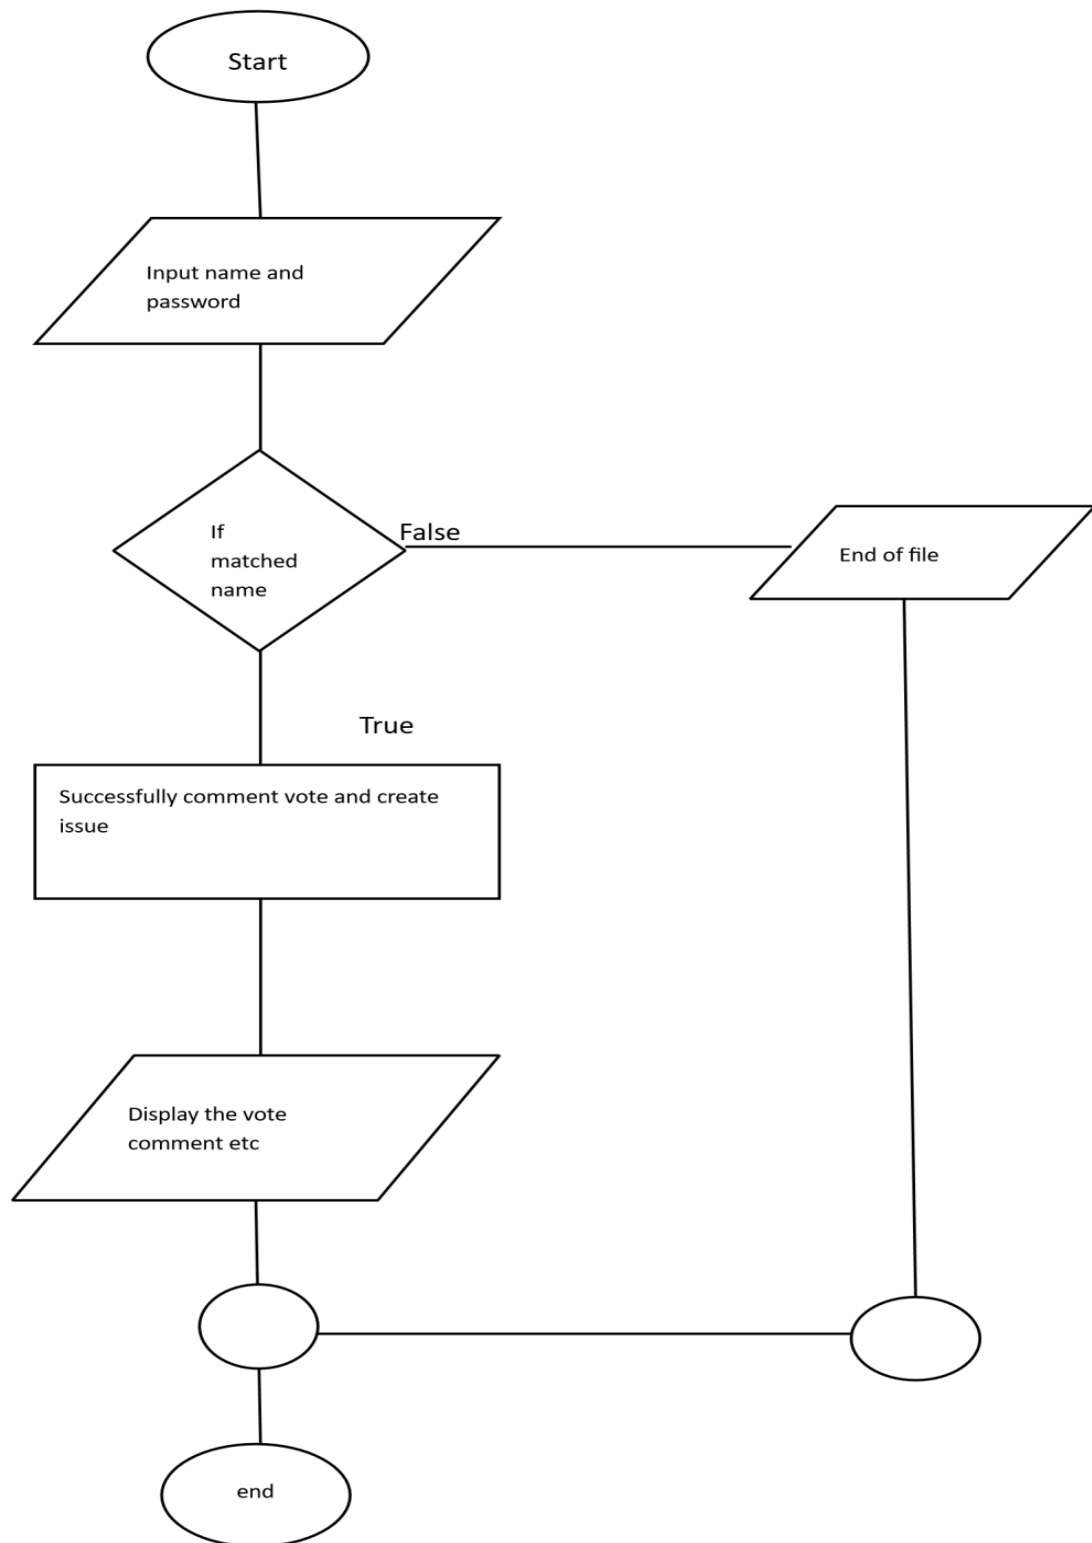 Start
Input name and
password
If
matched
name
False
End of file
True
Successfully comment vote and create
issue
Display the vote
comment etc
end